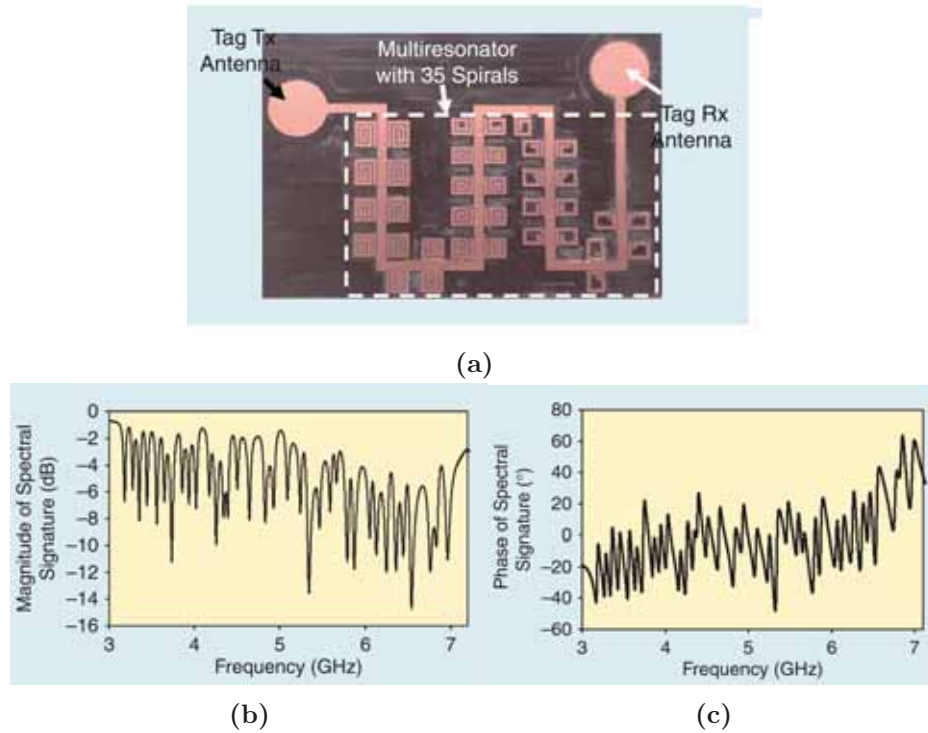 Tag Tx
Antenna
Multiresonator
with 35 Spirals
Tag Rx
Antenna
(a)
Magnitude of Spectral
Signature (dB)
0
−2
−4
−6
−8
−10
−12
−14
−16
3 4 5 6 7
Frequency (GHz)
(b)
Phase of Spectral
Signature (°)
80
60
40
20
0
−20
−40
−60
3 4 5 6 7
Frequency (GHz)
(c)